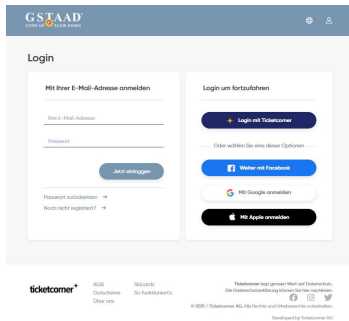 GSTAAD
COME UP SLOW DOWN
Login
Mit Ihrer E-Mail-Adresse anmelden
Ihre E-Mail-Adresse
Passwort
Jetzt einloggen
Passwort zurücksetzen →
Noch nicht registriert? →
Login um fortzufahren
Login mit Ticketcorner
Oder wählen Sie eine dieser Optionen
Weiter mit Facebook
Mit Google anmelden
Mit Apple anmelden
ticketcorner
AGB
Gutscheine
Über uns
Skicards
So funktioniert's
Ticketcorner legt grossen Wert auf Datenschutz.
Die Datenschutzerklärung können Sie hier nachlesen.
© 2025 / Ticketcorner AG. Alle Rechte und Urheberrechte vorbehalten.
Developed by Ticketcorner AG